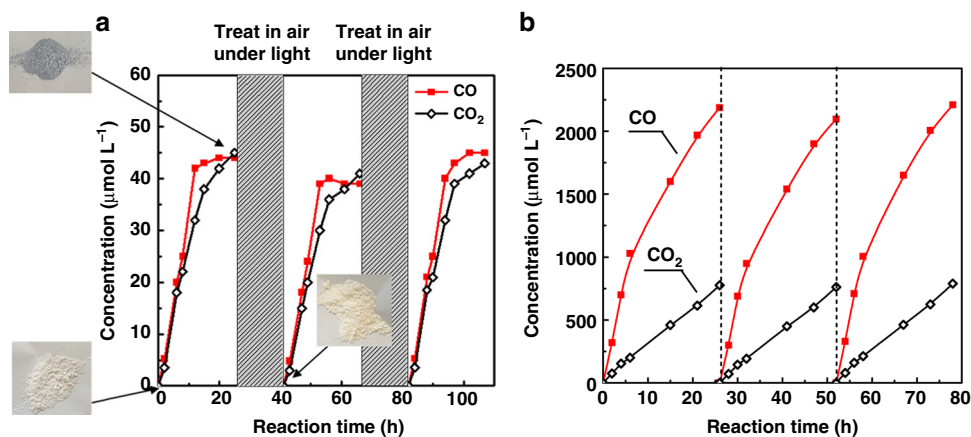 a
Treat in air
under light
Treat in air
under light
60
50
40
30
20
10
0
Concentration (μmol L⁻¹)
CO
CO₂
0 20 40 60 80 100
Reaction time (h)
b
2500
2000
1500
1000
500
0
Concentration (μmol L⁻¹)
CO
CO₂
0 10 20 30 40 50 60 70 80
Reaction time (h)